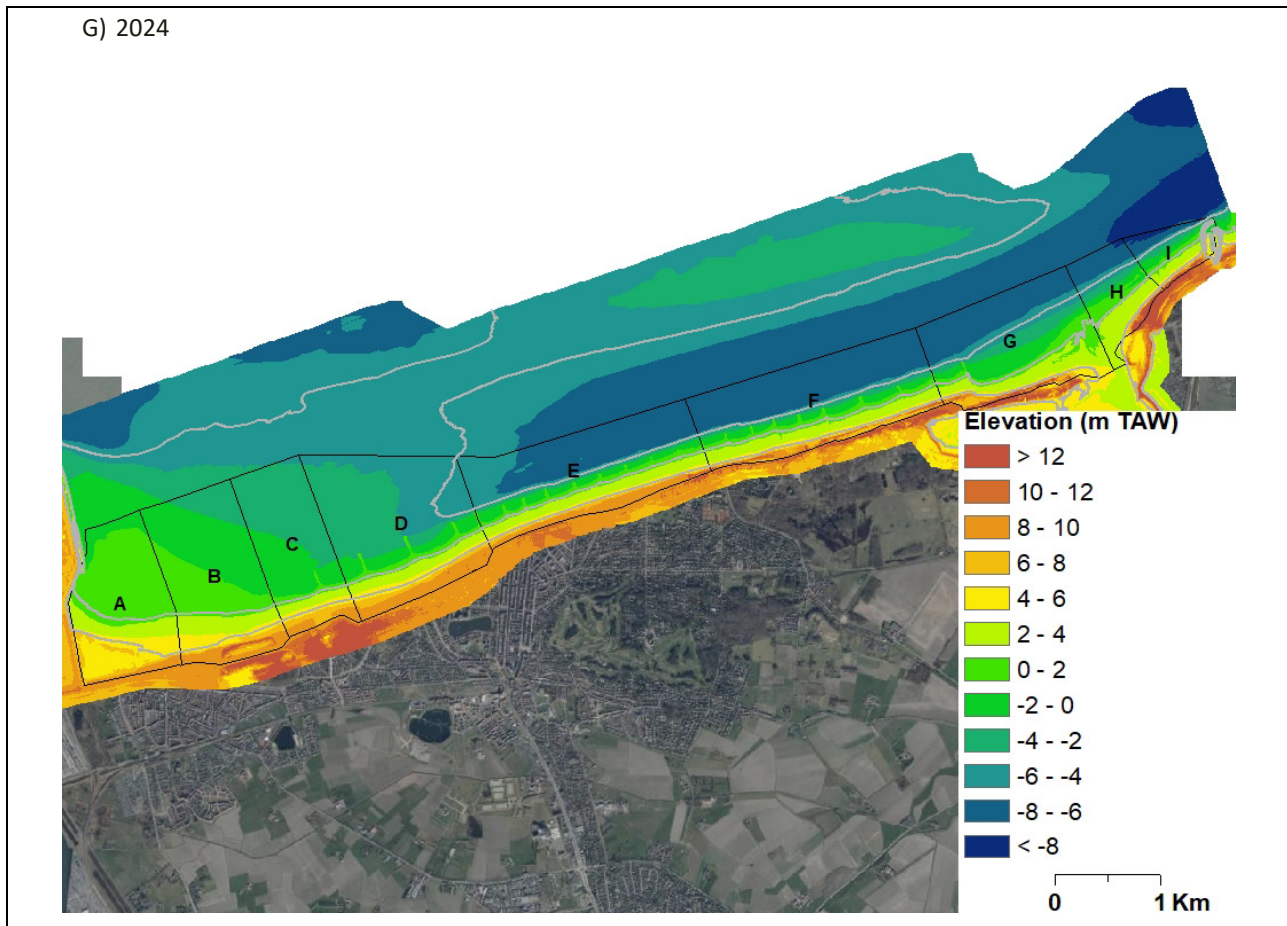 G) 2024
A
B
C
D
E
F
G
H
I
Elevation (m TAW)
> 12
10 - 12
8 - 10
6 - 8
4 - 6
2 - 4
0 - 2
-2 - 0
-4 - -2
-6 - -4
-8 - -6
< -8
0 1 Km